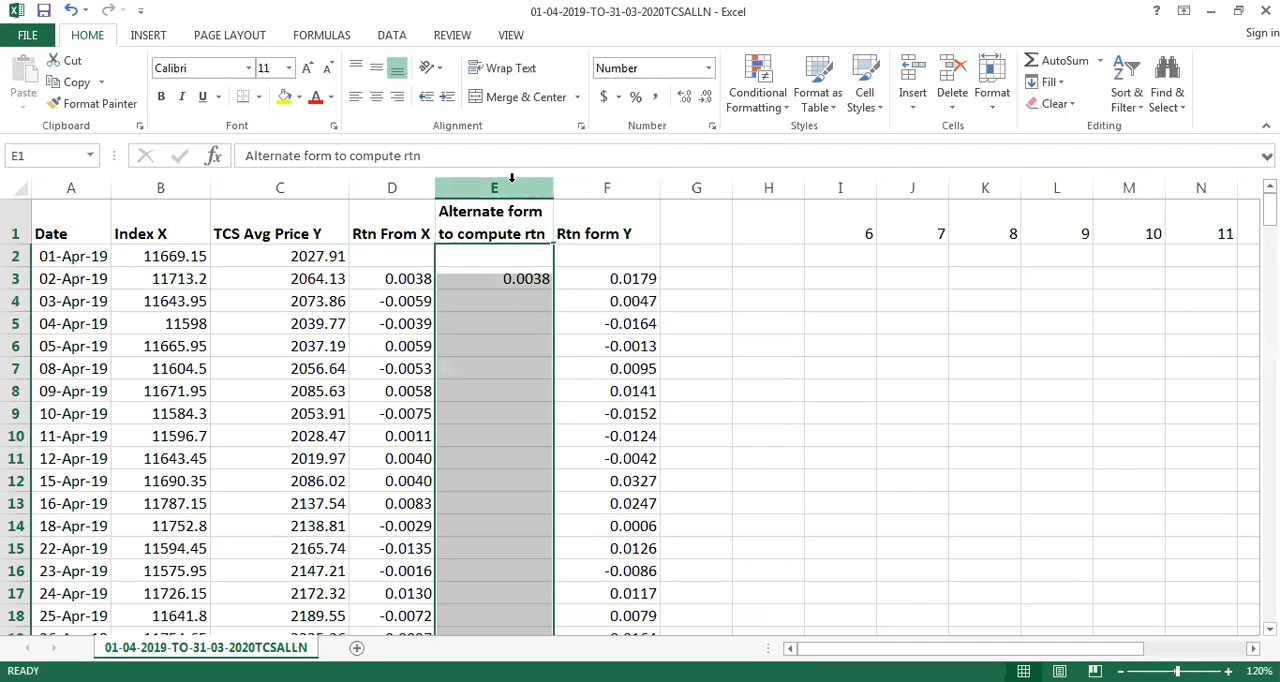 01-04-2019-TO-31-03-2020TCSALLN - Excel
?
FILE HOME INSERT PAGE LAYOUT FORMULAS DATA REVIEW VIEW Sign in
Paste Cut Copy Format Painter Clipboard
Calibri 11 A A B I U A Font
Wrap Text Merge & Center Alignment
Number $ % , Number
Conditional Formatting Format as Table Cell Styles Styles
Insert Delete Format Cells
AutoSum Fill Clear Sort & Filter Find & Select Editing
E1 fx Alternate form to compute rtn
A B C D E F G H I J K L M N
1 Date Index X TCS Avg Price Y Rtn From X Alternate form to compute rtn Rtn form Y 6 7 8 9 10 11
2 01-Apr-19 11669.15 2027.91
3 02-Apr-19 11713.2 2064.13 0.0038 0.0038 0.0179
4 03-Apr-19 11643.95 2073.86 -0.0059 0.0047
5 04-Apr-19 11598 2039.77 -0.0039 -0.0164
6 05-Apr-19 11665.95 2037.19 0.0059 -0.0013
7 08-Apr-19 11604.5 2056.64 -0.0053 0.0095
8 09-Apr-19 11671.95 2085.63 0.0058 0.0141
9 10-Apr-19 11584.3 2053.91 -0.0075 -0.0152
10 11-Apr-19 11596.7 2028.47 0.0011 -0.0124
11 12-Apr-19 11643.45 2019.97 0.0040 -0.0042
12 15-Apr-19 11690.35 2086.02 0.0040 0.0327
13 16-Apr-19 11787.15 2137.54 0.0083 0.0247
14 18-Apr-19 11752.8 2138.81 -0.0029 0.0006
15 22-Apr-19 11594.45 2165.74 -0.0135 0.0126
16 23-Apr-19 11575.95 2147.21 -0.0016 -0.0086
17 24-Apr-19 11726.15 2172.32 0.0130 0.0117
18 25-Apr-19 11641.8 2189.55 -0.0072 0.0079
01-04-2019-TO-31-03-2020TCSALLN
READY 120%